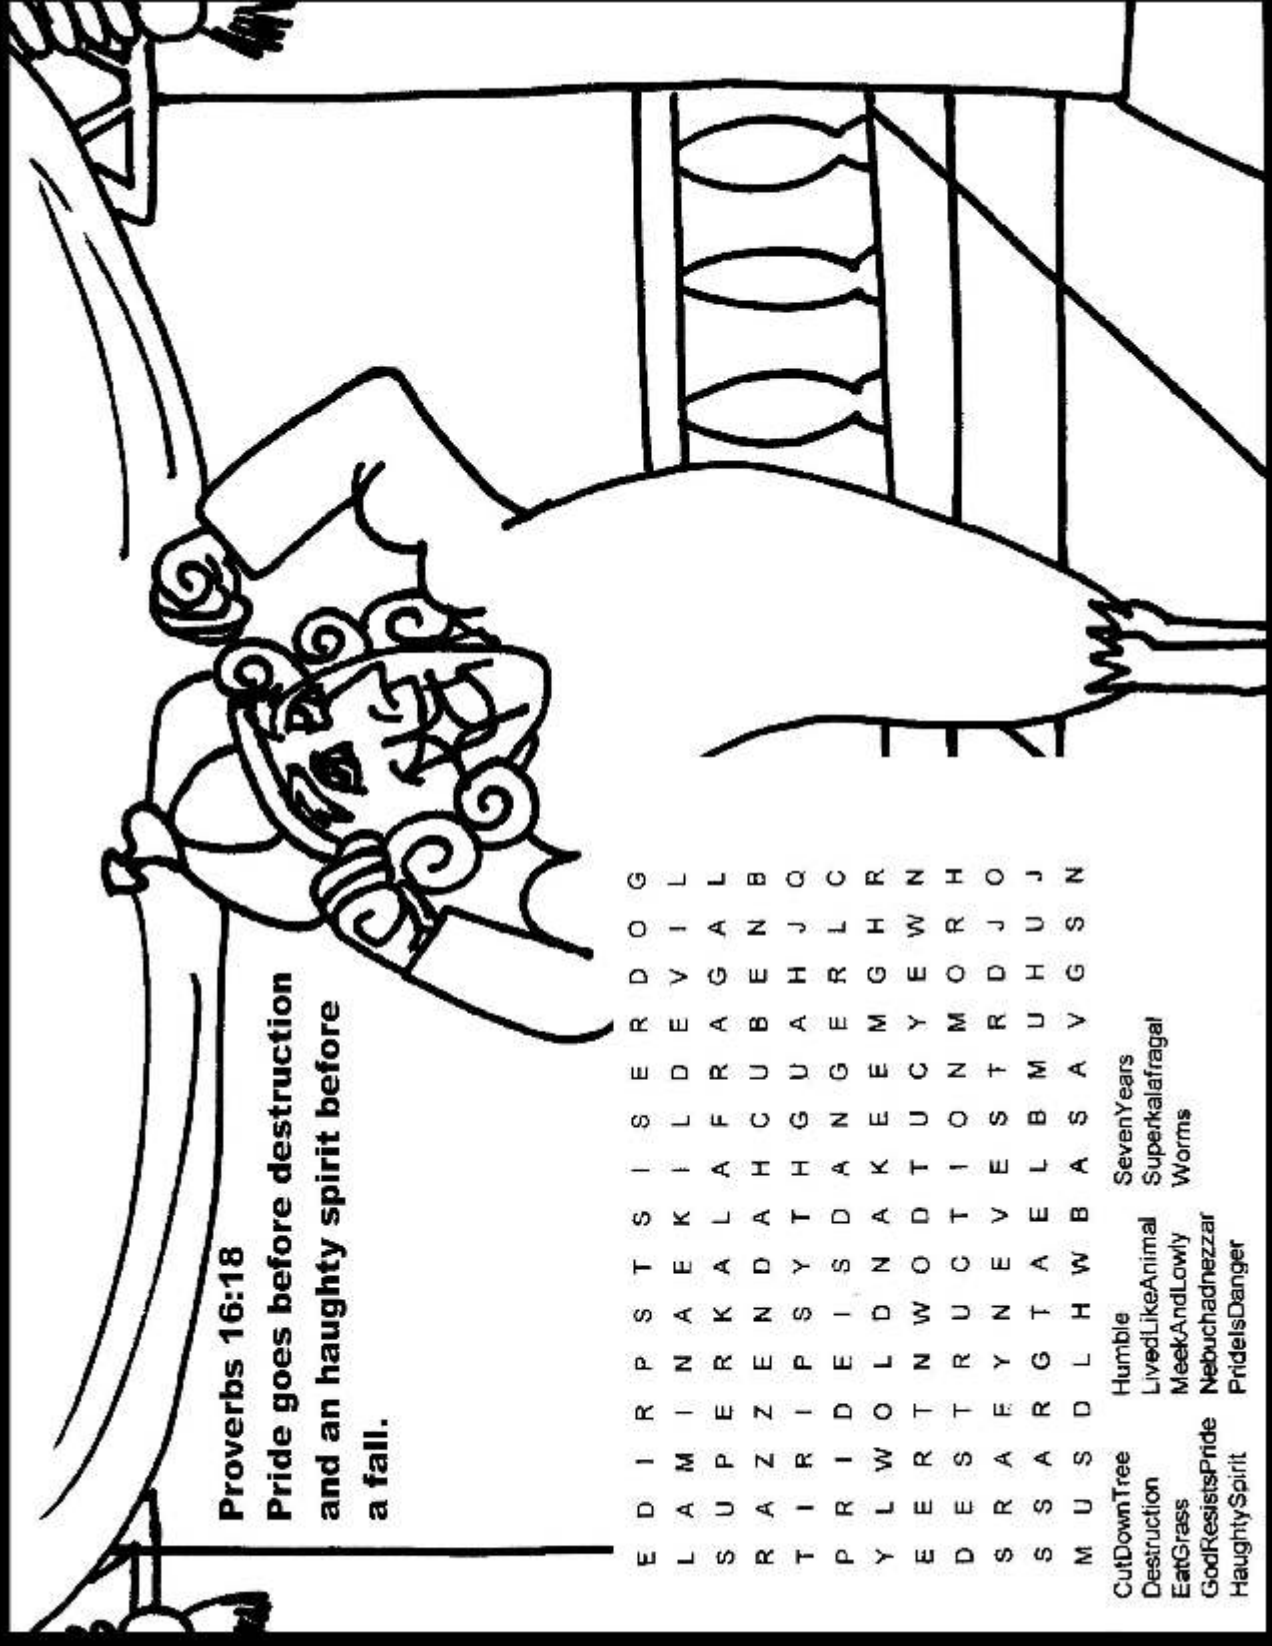 Proverbs 16:18
Pride goes before destruction
and an haughty spirit before
a fall.
E D I R P S T S I S E R D O G
L A M I N A E K I L D E V I L
S U P E R K A L A F R A G A L
R A Z Z E N D A H C U B E N B
T I R I P S Y T H G U A H J Q
P R I D E I S D A N G E R L C
Y L W O L D N A K E E M G H R
E E R T N W O D T U C Y E W N
D E S T R U C T I O N M O R H
S R A E Y N E V E S T R D J O
S S A R G T A E L B M U H U J
M U S D L H W B A S A V G S N
CutDownTree
Destruction
EatGrass
GodResistsPride
HaughtySpirit
Humble
LivedLikeAnimal
MeekAndLowly
Nebuchadnezzar
PrideIsDanger
SevenYears
Superkalafragal
Worms